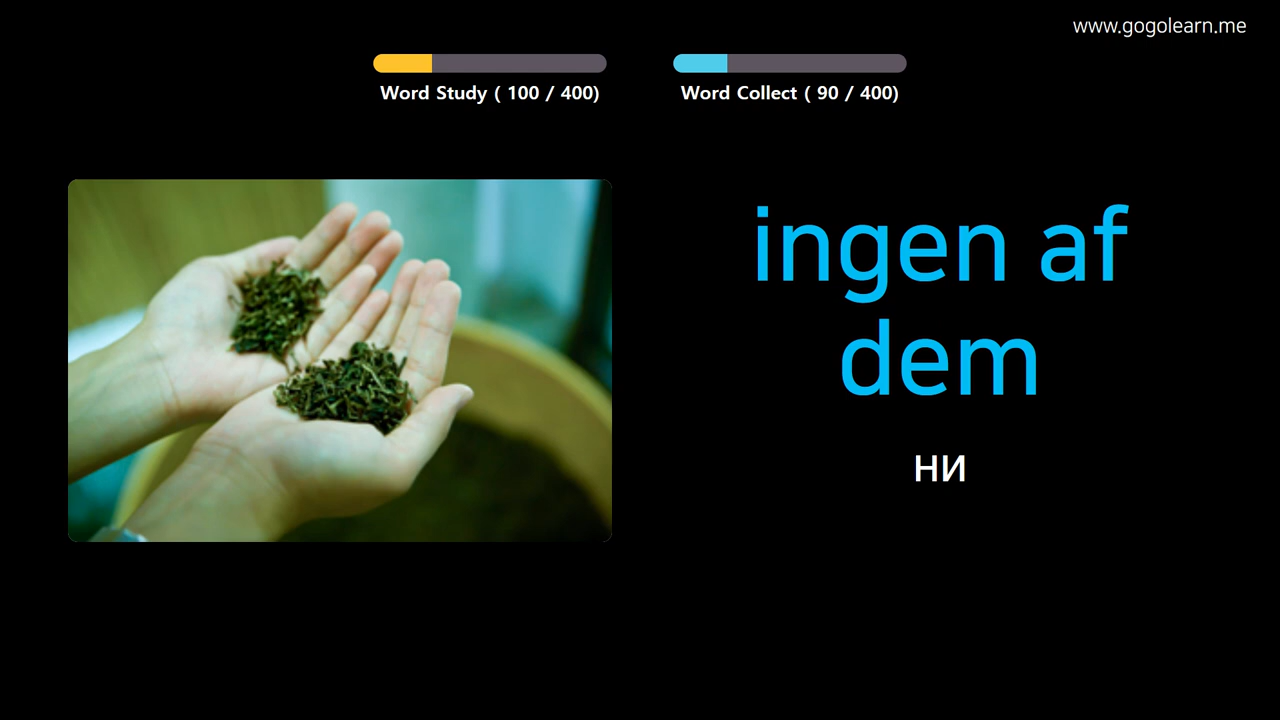 www.gogolearn.me
Word Study ( 100 / 400)
Word Collect ( 90 / 400)
ingen af
dem
ни